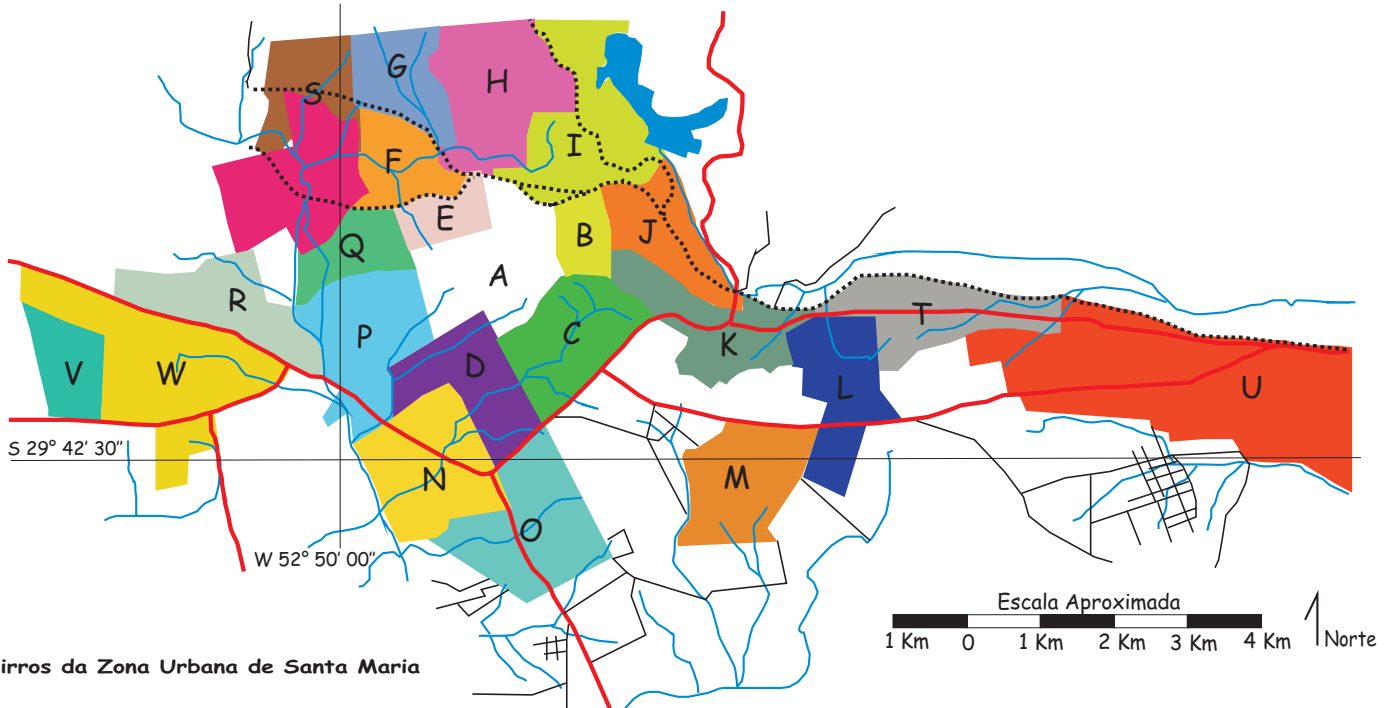 S
G
H
I
F
E
Q
B
J
A
R
P
C
T
K
V
W
D
L
U
S 29° 42’ 30’’
N
M
O
W 52° 50’ 00’’
Escala Aproximada
1 Km 0 1 Km 2 Km 3 Km 4 Km
Norte
irros da Zona Urbana de Santa Maria